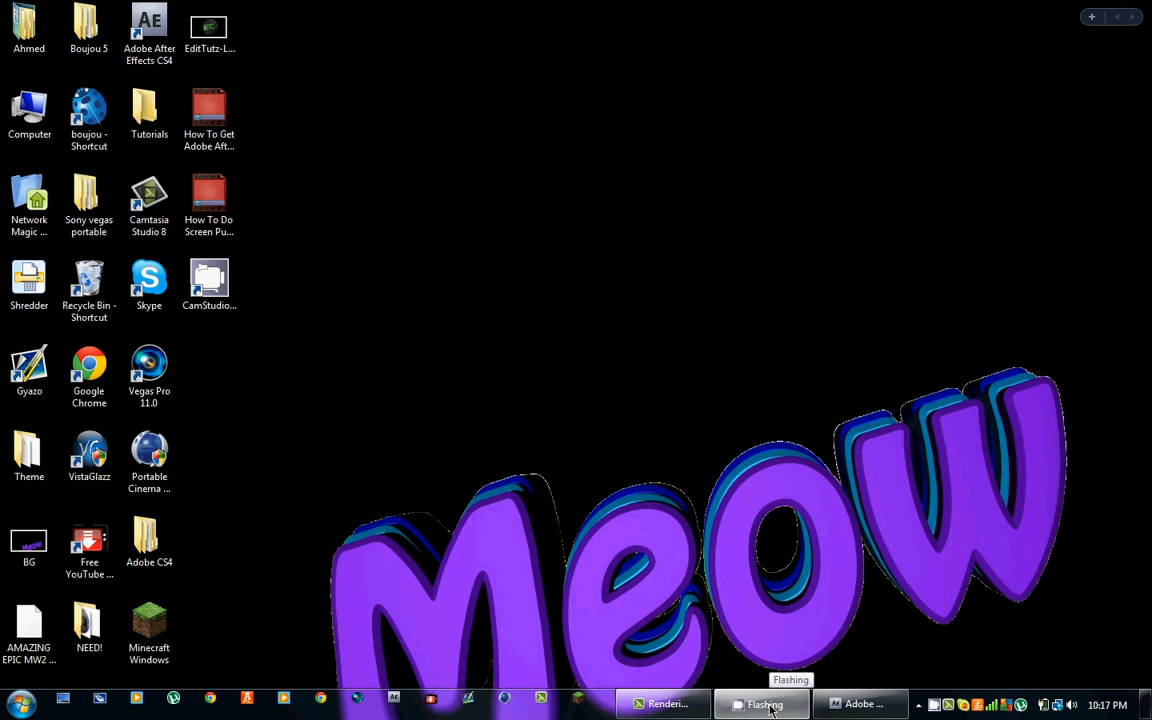 Ahmed
Boujou 5
Adobe After
Effects CS4
EditTutz-L...
Computer
boujou -
Shortcut
Tutorials
How To Get
Adobe Aft...
Network
Magic ...
Sony vegas
portable
Camtasia
Studio 8
How To Do
Screen Pu...
Shredder
Recycle Bin -
Shortcut
Skype
CamStudio...
Gyazo
Google
Chrome
Vegas Pro
11.0
Theme
VistaGlazz
Portable
Cinema ...
BG
Free
YouTube ...
Adobe CS4
AMAZING
EPIC MW2 ...
NEED!
Minecraft
Windows
Meow
Flashing
Renderi...
Flashing
Adobe ...
10:17 PM